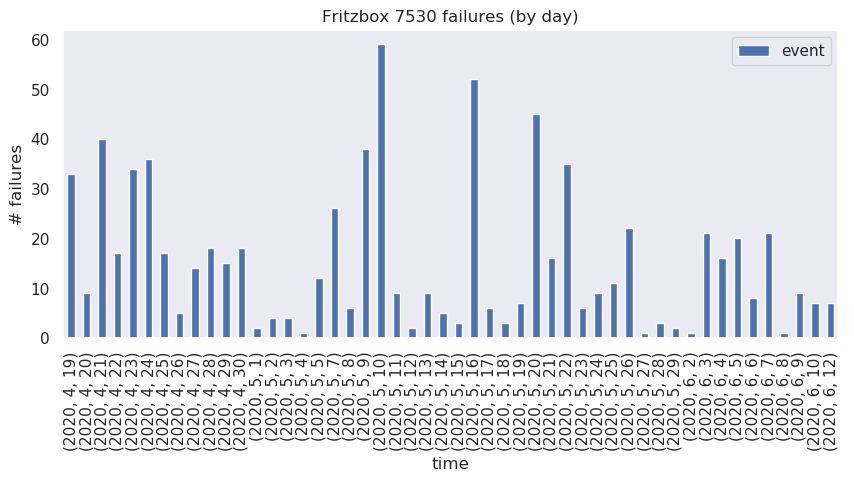 Fritzbox 7530 failures (by day)
event
# failures
60
50
40
30
20
10
0
(2020, 4, 19)
(2020, 4, 20)
(2020, 4, 21)
(2020, 4, 22)
(2020, 4, 23)
(2020, 4, 24)
(2020, 4, 25)
(2020, 4, 26)
(2020, 4, 27)
(2020, 4, 28)
(2020, 4, 29)
(2020, 4, 30)
(2020, 5, 1)
(2020, 5, 2)
(2020, 5, 3)
(2020, 5, 4)
(2020, 5, 5)
(2020, 5, 7)
(2020, 5, 8)
(2020, 5, 9)
(2020, 5, 10)
(2020, 5, 11)
(2020, 5, 12)
(2020, 5, 13)
(2020, 5, 14)
(2020, 5, 15)
(2020, 5, 16)
(2020, 5, 17)
(2020, 5, 18)
(2020, 5, 19)
(2020, 5, 20)
(2020, 5, 21)
(2020, 5, 22)
(2020, 5, 23)
(2020, 5, 24)
(2020, 5, 25)
(2020, 5, 26)
(2020, 5, 27)
(2020, 5, 28)
(2020, 5, 29)
(2020, 6, 2)
(2020, 6, 3)
(2020, 6, 4)
(2020, 6, 5)
(2020, 6, 6)
(2020, 6, 7)
(2020, 6, 8)
(2020, 6, 9)
(2020, 6, 10)
(2020, 6, 12)
time